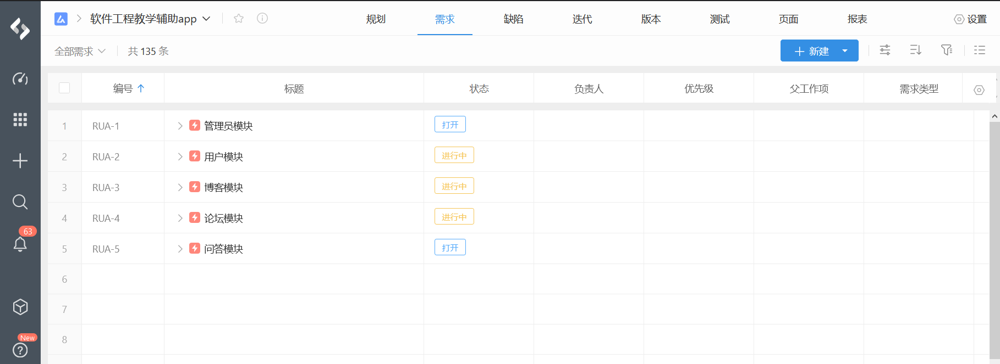 软件工程教学辅助app
规划 需求 缺陷 迭代 版本 测试 页面 报表 设置
全部需求 共 135 条 新建
编号 标题 状态 负责人 优先级 父工作项 需求类型
1 RUA-1 管理员模块 打开
2 RUA-2 用户模块 进行中
3 RUA-3 博客模块 进行中
4 RUA-4 论坛模块 进行中
63
5 RUA-5 问答模块 打开
6
7
8
New